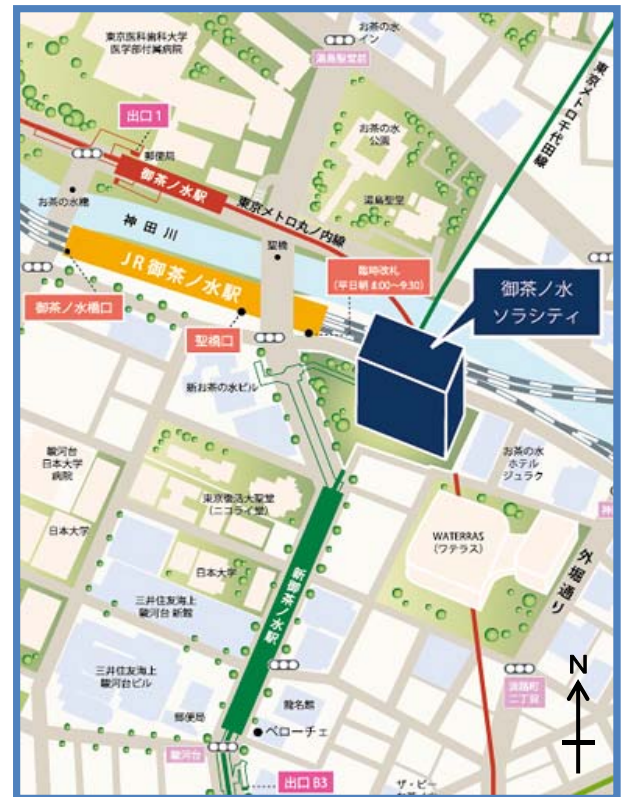 東京医科歯科大学
医学部付属病院
お茶の水
イン
湯島聖堂前
東京メトロ千代田線
出口1
郵便局
お茶の水
公園
御茶ノ水駅
湯島聖堂
お茶の水橋
東京メトロ丸ノ内線
神田川
聖橋
JR御茶ノ水駅
臨時改札
(平日朝 8:00～9:30)
御茶ノ水
ソラシティ
御茶ノ水橋口
聖橋口
新お茶の水ビル
駿河台
日本大学
病院
お茶の水
ホテル
ジュラク
東京復活大聖堂
(ニコライ堂)
神
日本大学
WATERRAS
(ワテラス)
外堀通り
日本大学
新御茶ノ水駅
三井住友海上
駿河台 新館
三井住友海上
駿河台ビル
N
淡路町
二丁目
郵便局
龍名館
ベローチェ
駿河台
出口 B3
ザ・ビー